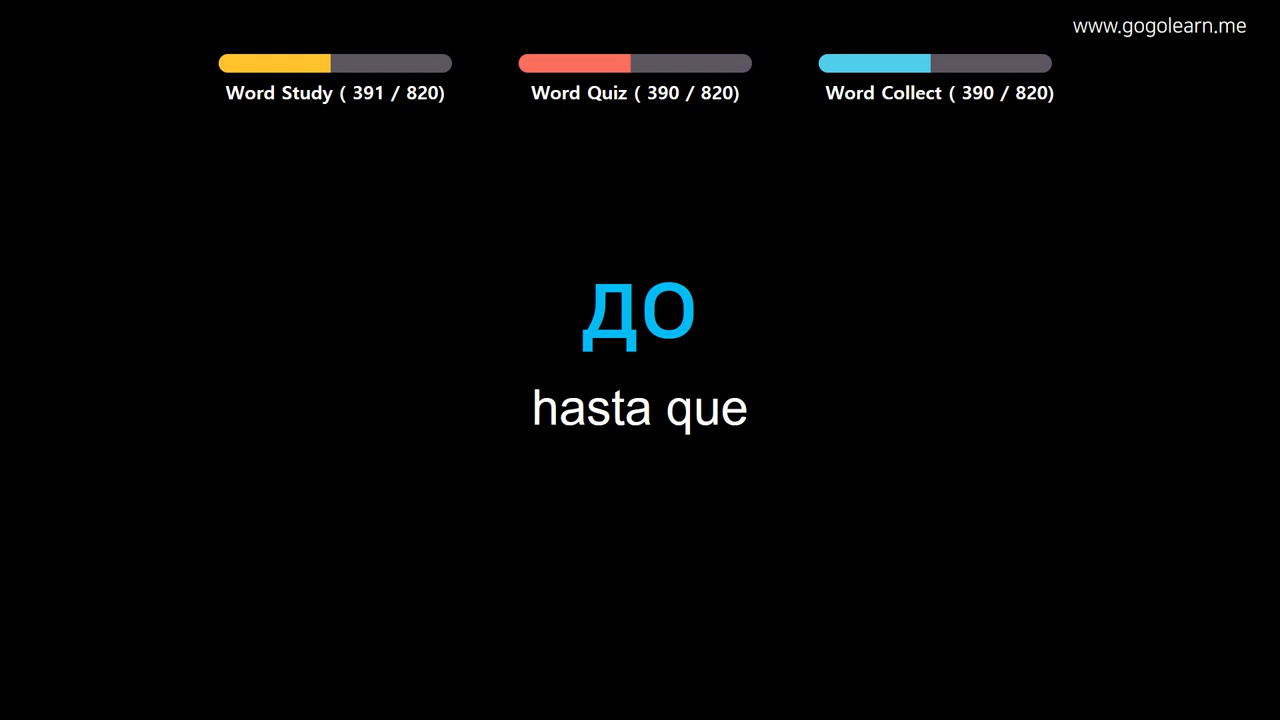 www.gogolearn.me
Word Study ( 391 / 820)
Word Quiz ( 390 / 820)
Word Collect ( 390 / 820)
до
hasta que